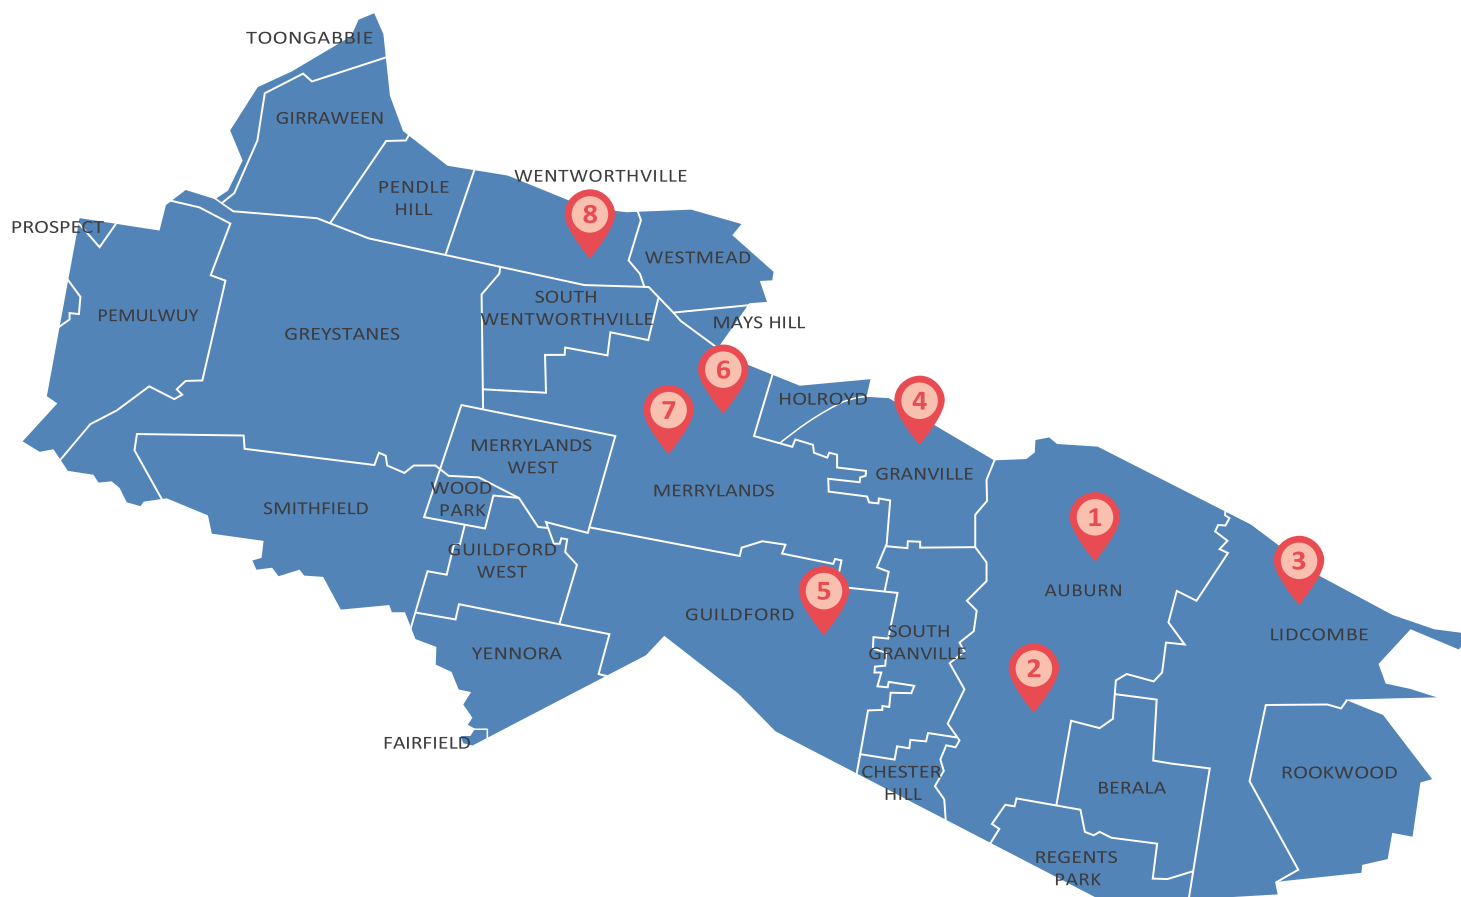 TOONGABBIE
GIRRAWEEN
WENTWORTHVILLE
PENDLE
HILL
8
PROSPECT
WESTMEAD
SOUTH
WENTWORTHVILLE
PEMULWUY
MAYS HILL
GREYSTANES
6
HOLROYD
4
7
MERRYLANDS
WEST
GRANVILLE
WOOD
PARK
MERRYLANDS
SMITHFIELD
1
GUILDFORD
WEST
3
AUBURN
5
GUILDFORD
SOUTH
GRANVILLE
LIDCOMBE
YENNORA
2
FAIRFIELD
CHESTER
HILL
ROOKWOOD
BERALA
REGENTS
PARK